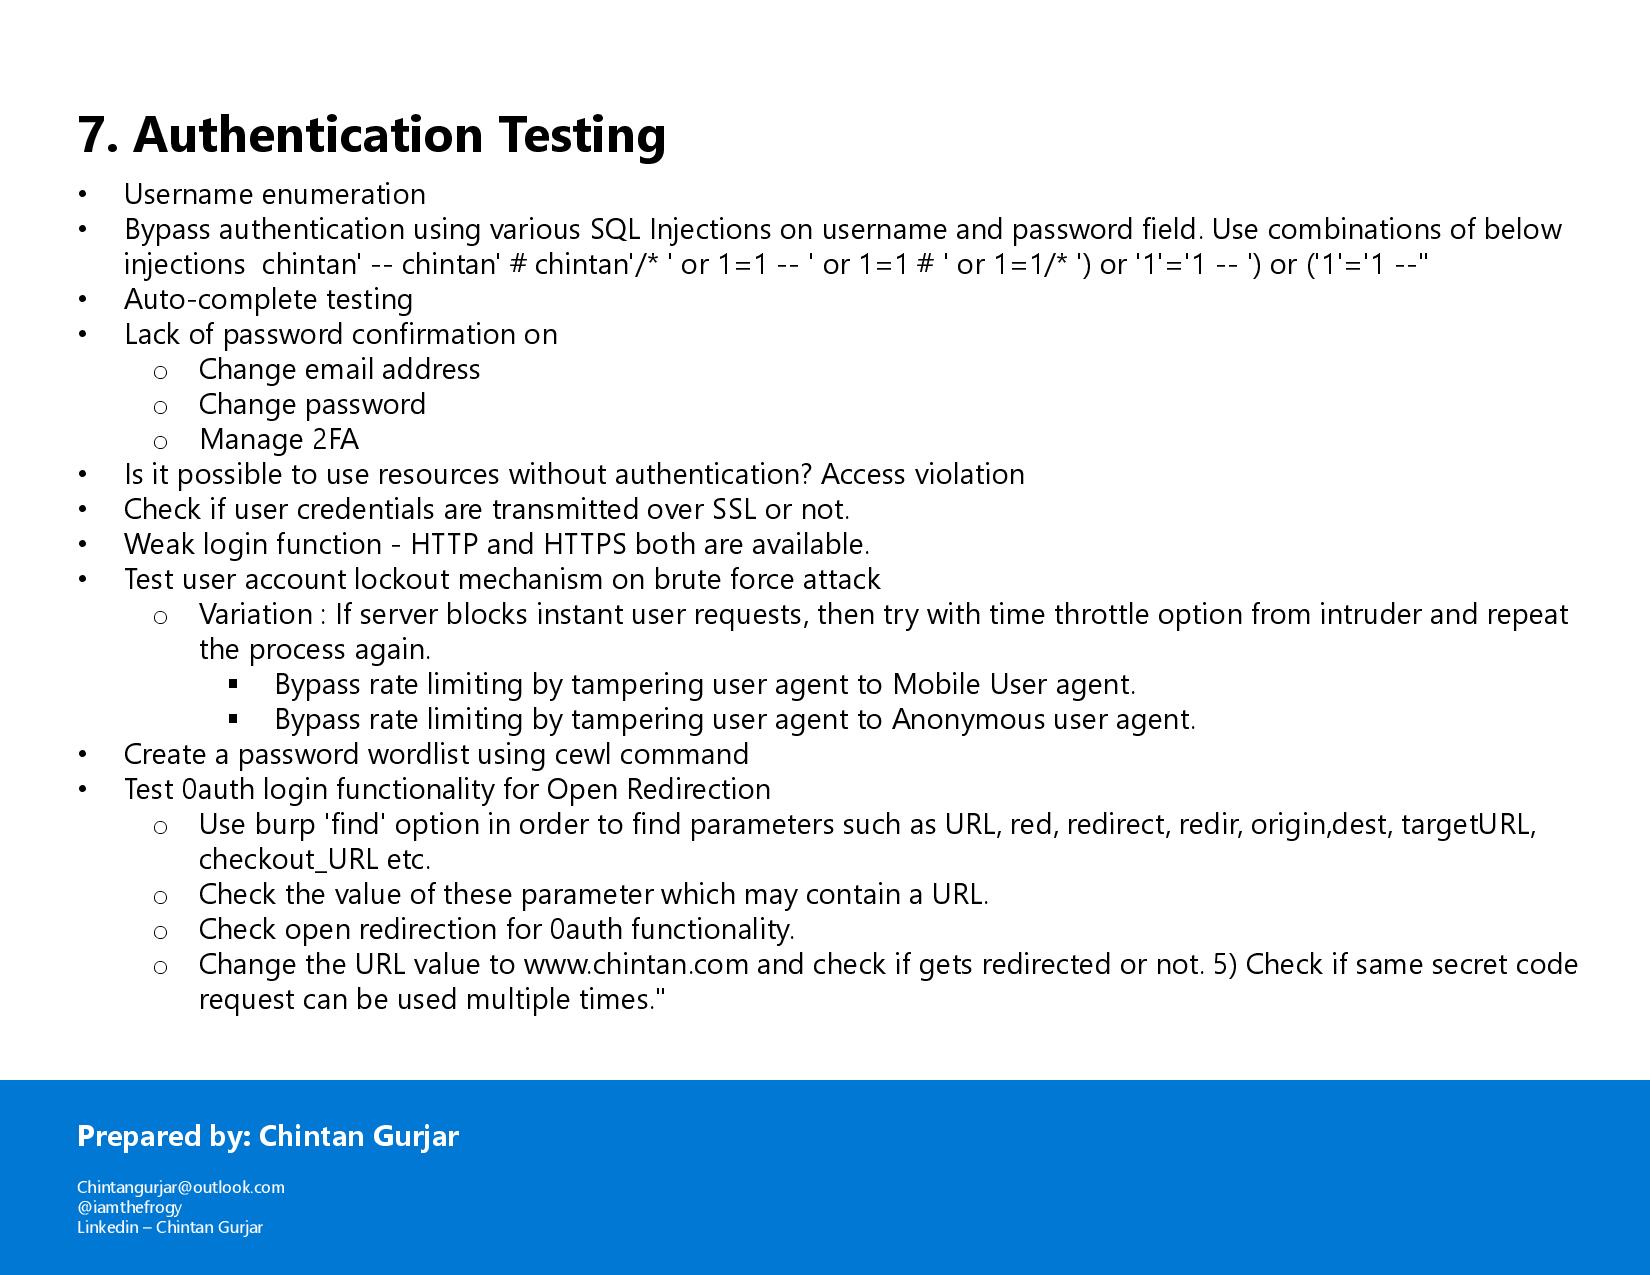 7. Authentication Testing
• Username enumeration
• Bypass authentication using various SQL Injections on username and password field. Use combinations of below
injections  chintan' -- chintan' # chintan'/* ' or 1=1 -- ' or 1=1 # ' or 1=1/* ') or '1'='1 -- ') or ('1'='1 --"
• Auto-complete testing
• Lack of password confirmation on
o Change email address
o Change password
o Manage 2FA
• Is it possible to use resources without authentication? Access violation
• Check if user credentials are transmitted over SSL or not.
• Weak login function - HTTP and HTTPS both are available.
• Test user account lockout mechanism on brute force attack
o Variation : If server blocks instant user requests, then try with time throttle option from intruder and repeat
the process again.
▪ Bypass rate limiting by tampering user agent to Mobile User agent.
▪ Bypass rate limiting by tampering user agent to Anonymous user agent.
• Create a password wordlist using cewl command
• Test 0auth login functionality for Open Redirection
o Use burp 'find' option in order to find parameters such as URL, red, redirect, redir, origin,dest, targetURL,
checkout_URL etc.
o Check the value of these parameter which may contain a URL.
o Check open redirection for 0auth functionality.
o Change the URL value to www.chintan.com and check if gets redirected or not. 5) Check if same secret code
request can be used multiple times."
Prepared by: Chintan Gurjar
Chintangurjar@outlook.com
@iamthefrogy
Linkedin – Chintan Gurjar